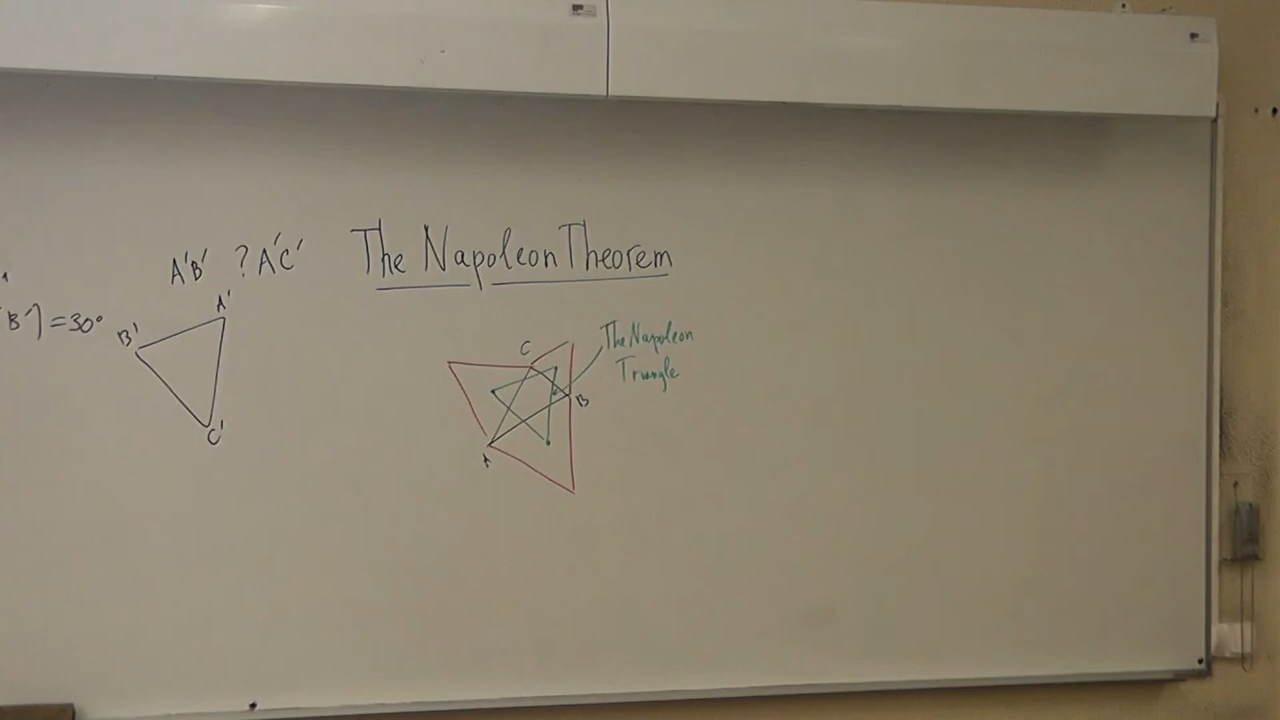 A'B' ? A'C'
The Napoleon Theorem
B'] = 30°
A'
B'
C'
The Napoleon
Triangle
C
B
A